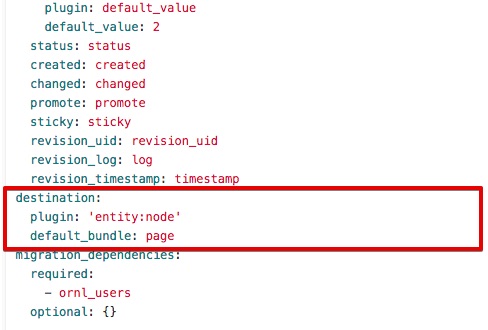 plugin: default_value
default_value: 2
status: status
created: created
changed: changed
promote: promote
sticky: sticky
revision_uid: revision_uid
revision_log: log
revision_timestamp: timestamp
destination:
plugin: 'entity:node'
default_bundle: page
migration_dependencies:
required:
- ornl_users
optional: {}